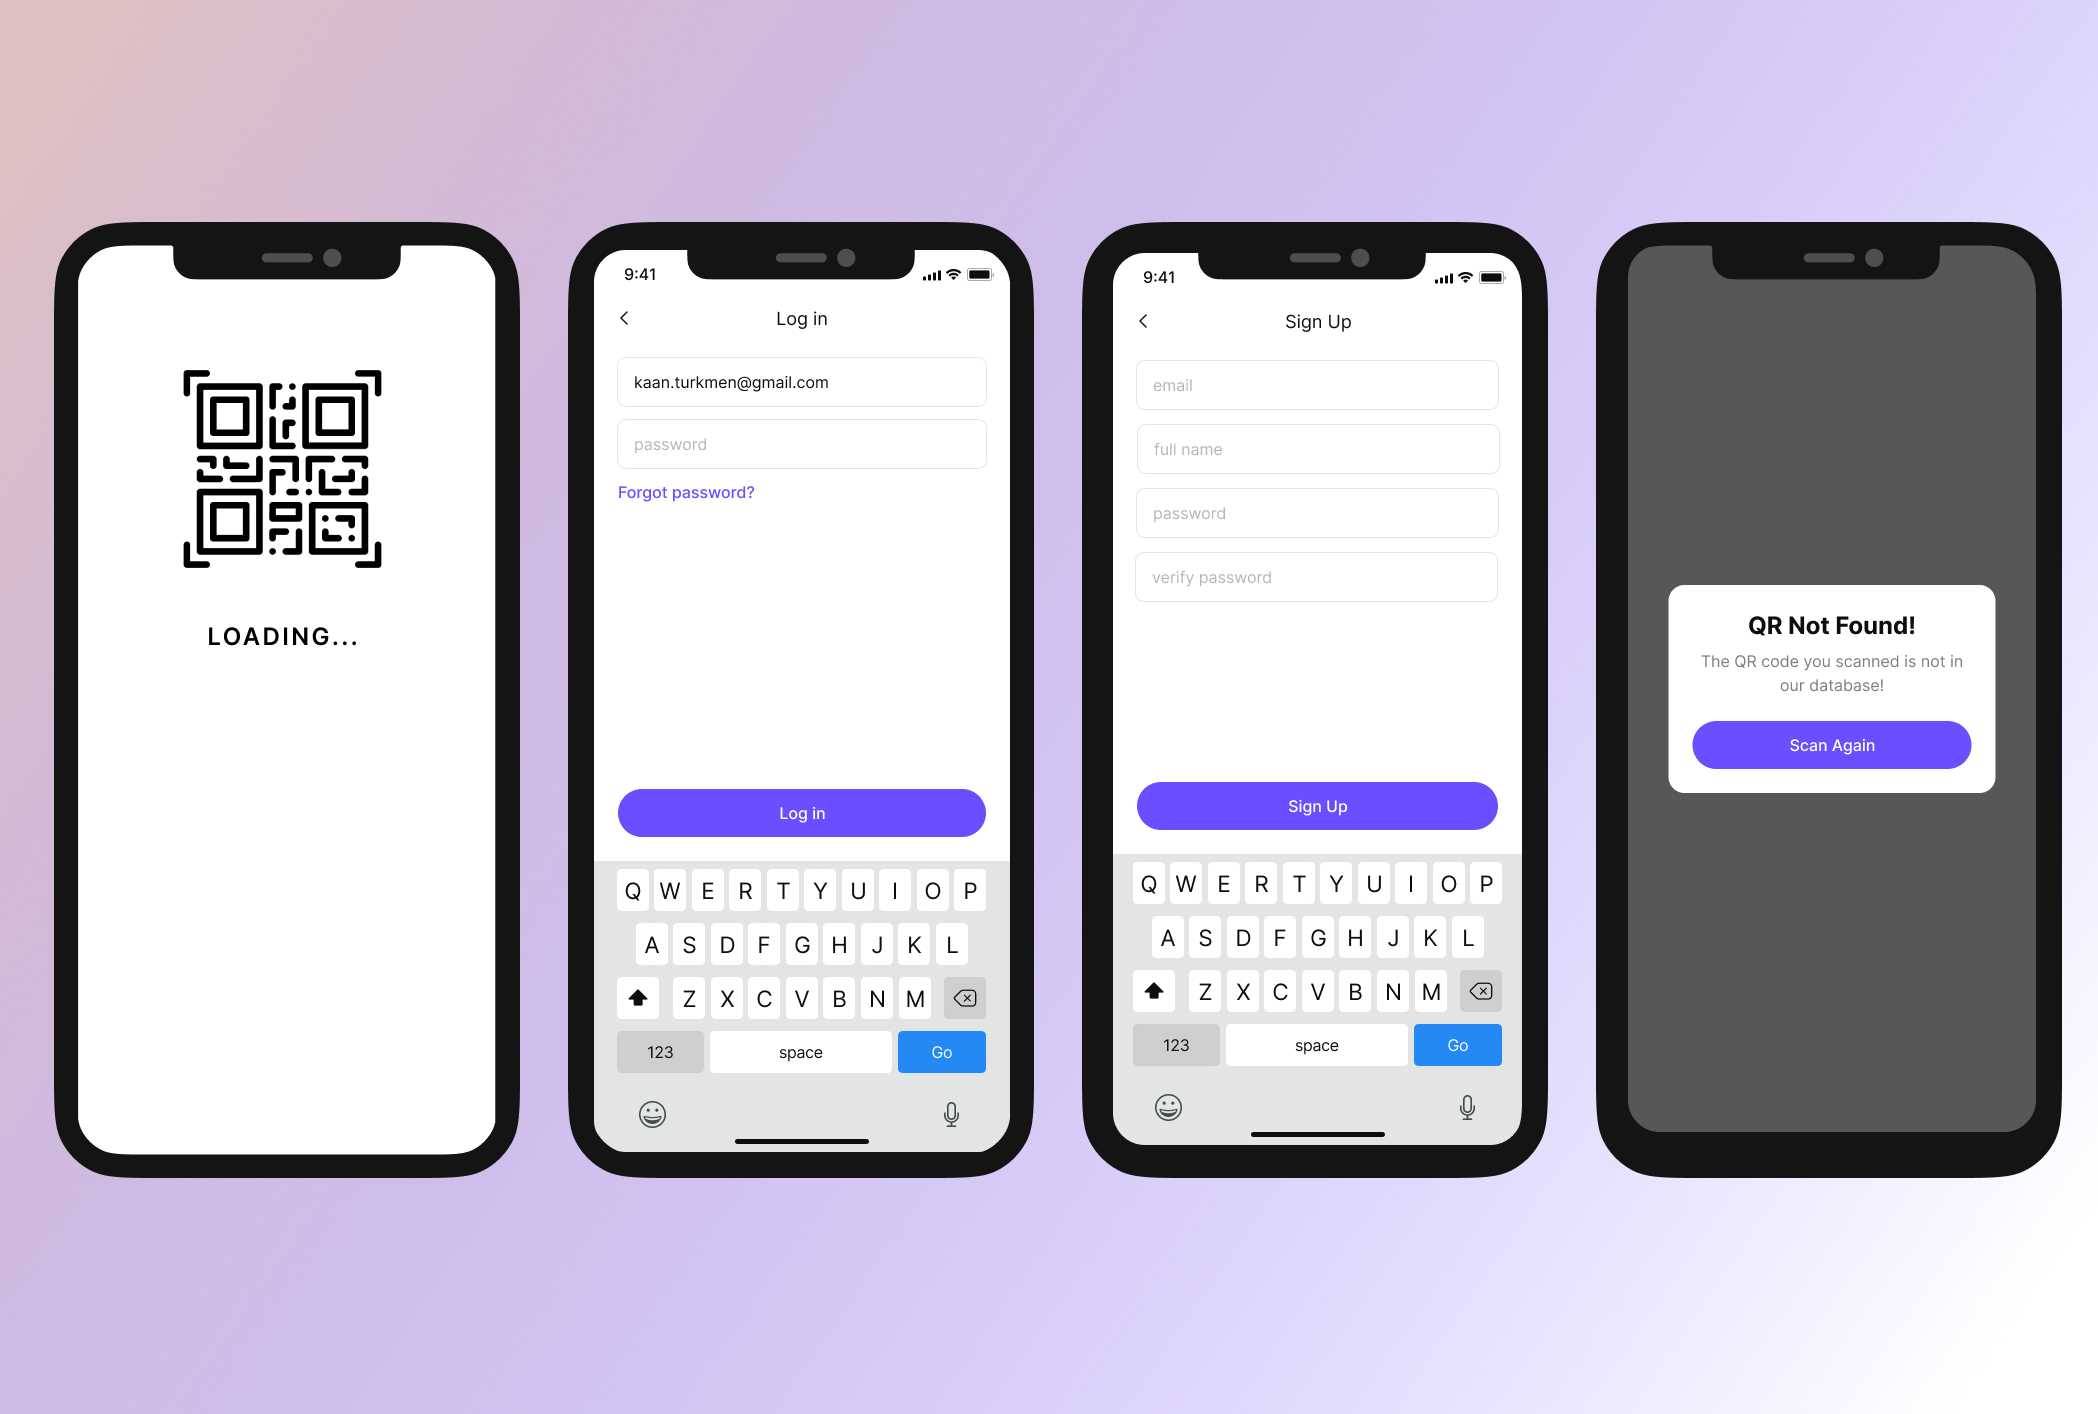 LOADING...
9:41
Log in
kaan.turkmen@gmail.com
password
Forgot password?
Log in
Q W E R T Y U I O P
A S D F G H J K L
Z X C V B N M
123 space Go
9:41
Sign Up
email
full name
password
verify password
Sign Up
Q W E R T Y U I O P
A S D F G H J K L
Z X C V B N M
123 space Go
QR Not Found!
The QR code you scanned is not in
our database!
Scan Again